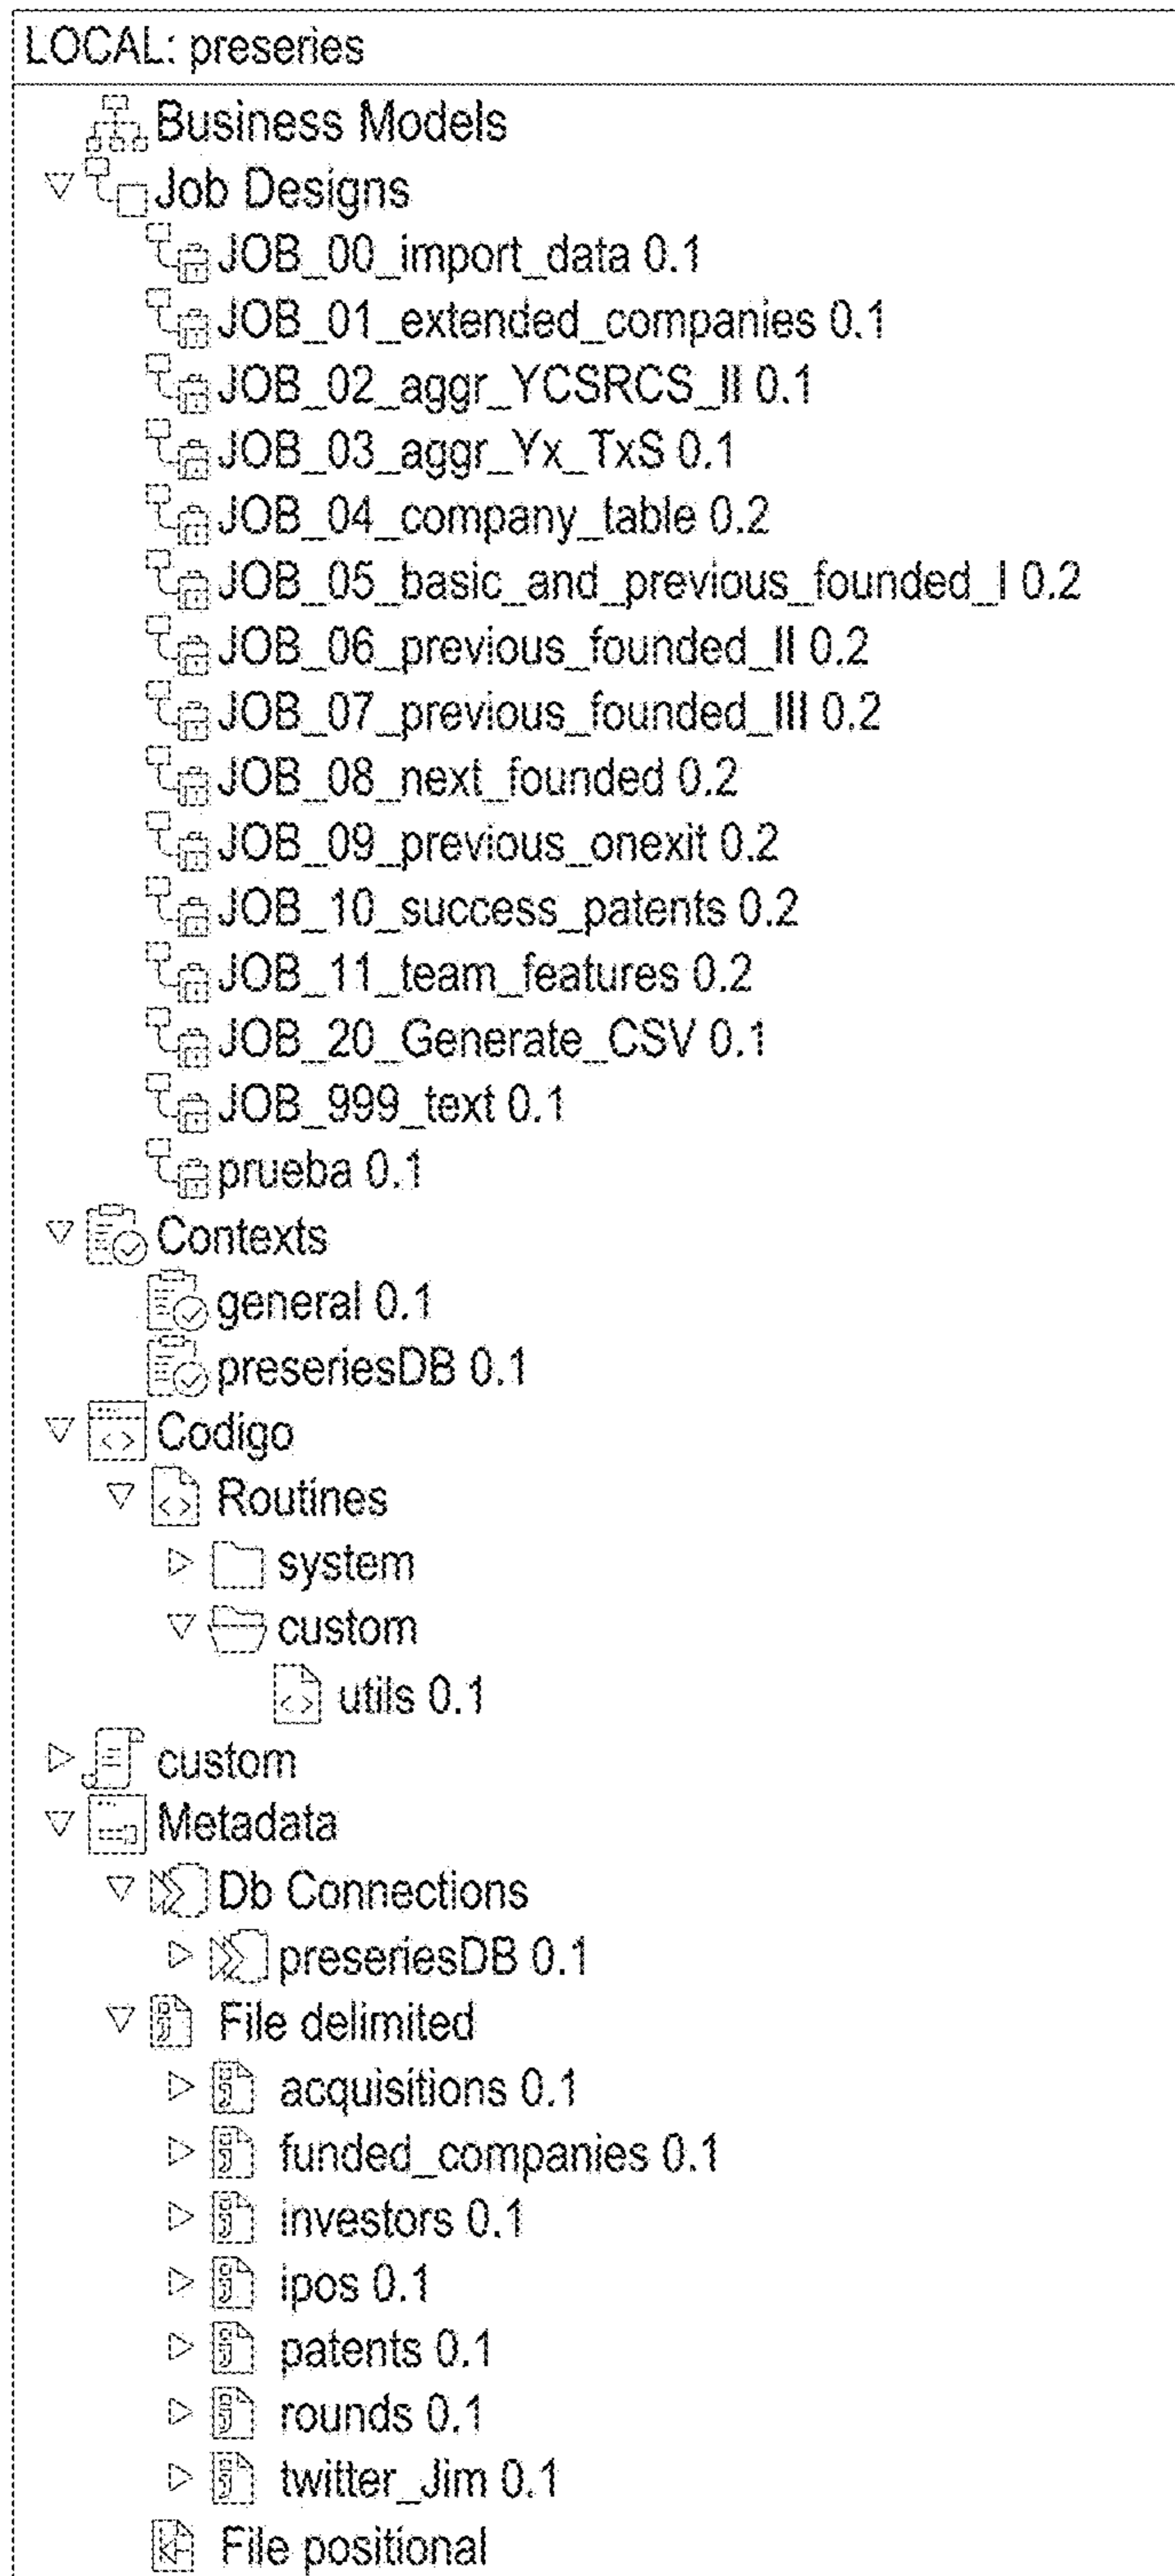 LOCAL: preseries
Business Models
Job Designs
JOB_00_import_data 0.1
JOB_01_extended_companies 0.1
JOB_02_aggr_YCSRCS_II 0.1
JOB_03_aggr_Yx_TxS 0.1
JOB_04_company_table 0.2
JOB_05_basic_and_previous_founded_I 0.2
JOB_06_previous_founded_II 0.2
JOB_07_previous_founded_III 0.2
JOB_08_next_founded 0.2
JOB_09_previous_onexit 0.2
JOB_10_success_patents 0.2
JOB_11_team_features 0.2
JOB_20_Generate_CSV 0.1
JOB_999_text 0.1
prueba 0.1
Contexts
general 0.1
preseriesDB 0.1
Codigo
Routines
system
custom
utils 0.1
custom
Metadata
Db Connections
preseriesDB 0.1
File delimited
acquisitions 0.1
funded_companies 0.1
investors 0.1
ipos 0.1
patents 0.1
rounds 0.1
twitter_Jim 0.1
File positional